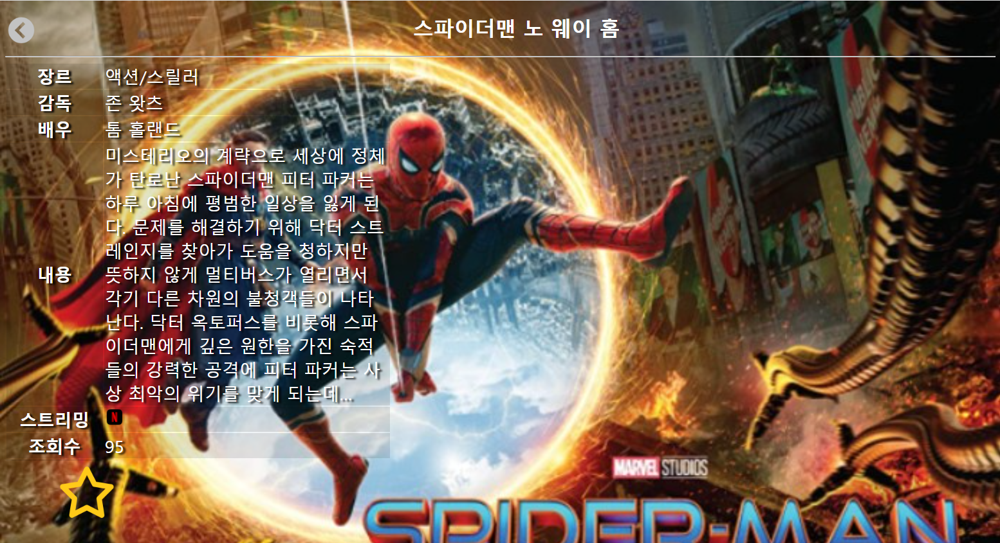 스파이더맨 노 웨이 홈
장르 액션/스릴러
감독 존 왓츠
배우 톰 홀랜드
내용 미스테리오의 계략으로 세상에 정체
가 탄로난 스파이더맨 피터 파커는
하루 아침에 평범한 일상을 잃게 된
다. 문제를 해결하기 위해 닥터 스트
레인지를 찾아가 도움을 청하지만
뜻하지 않게 멀티버스가 열리면서
각기 다른 차원의 불청객들이 나타
난다. 닥터 옥토퍼스를 비롯해 스파
이더맨에게 깊은 원한을 가진 숙적
들의 강력한 공격에 피터 파커는 사
상 최악의 위기를 맞게 되는데...
스트리밍 N
조회수 95
MARVEL STUDIOS
SPIDER-MAN